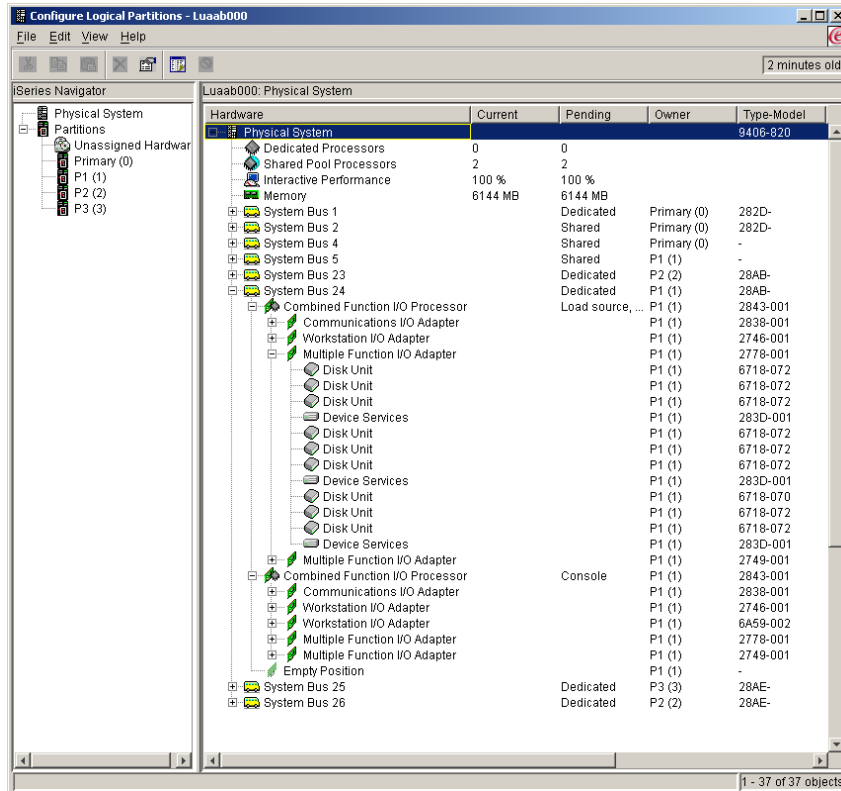 Configure Logical Partitions - Luaab000
File Edit View Help
2 minutes old
iSeries Navigator
Physical System
Partitions
Unassigned Hardwar
Primary (0)
P1 (1)
P2 (2)
P3 (3)
Luaab000: Physical System
Hardware Current Pending Owner Type-Model
Physical System 9406-820
Dedicated Processors 0 0
Shared Pool Processors 2 2
Interactive Performance 100 % 100 %
Memory 6144 MB 6144 MB
System Bus 1 Dedicated Primary (0) 282D-
System Bus 2 Shared Primary (0) 282D-
System Bus 4 Shared Primary (0) -
System Bus 5 Shared P1 (1) -
System Bus 23 Dedicated P2 (2) 28AB-
System Bus 24 Dedicated P1 (1) 28AB-
Combined Function I/O Processor Load source, ... P1 (1) 2843-001
Communications I/O Adapter P1 (1) 2838-001
Workstation I/O Adapter P1 (1) 2746-001
Multiple Function I/O Adapter P1 (1) 2778-001
Disk Unit P1 (1) 6718-072
Disk Unit P1 (1) 6718-072
Disk Unit P1 (1) 6718-072
Device Services P1 (1) 283D-001
Disk Unit P1 (1) 6718-072
Disk Unit P1 (1) 6718-072
Disk Unit P1 (1) 6718-072
Device Services P1 (1) 283D-001
Disk Unit P1 (1) 6718-070
Disk Unit P1 (1) 6718-072
Disk Unit P1 (1) 6718-072
Device Services P1 (1) 283D-001
Multiple Function I/O Adapter P1 (1) 2749-001
Combined Function I/O Processor Console P1 (1) 2843-001
Communications I/O Adapter P1 (1) 2838-001
Workstation I/O Adapter P1 (1) 2746-001
Workstation I/O Adapter P1 (1) 6A59-002
Multiple Function I/O Adapter P1 (1) 2778-001
Multiple Function I/O Adapter P1 (1) 2749-001
Empty Position P1 (1) -
System Bus 25 Dedicated P3 (3) 28AE-
System Bus 26 Dedicated P2 (2) 28AE-
1 - 37 of 37 objects